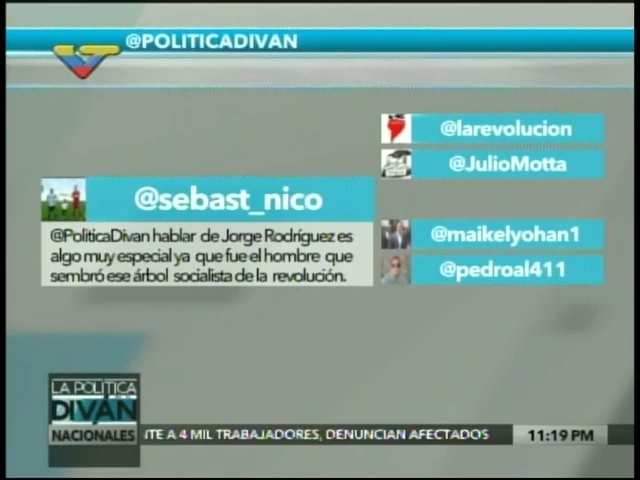 @POLITICADIVAN
@larevolucion
@JulioMotta
@sebast_nico
@PoliticaDivan hablar de Jorge Rodríguez es
algo muy especial ya que fue el hombre que
sembró ese árbol socialista de la revolución.
@maikelyohan1
@pedroal411
LA POLÍTICA
DIVÁN
NACIONALES
ITE A 4 MIL TRABAJADORES, DENUNCIAN AFECTADOS
11:19 PM